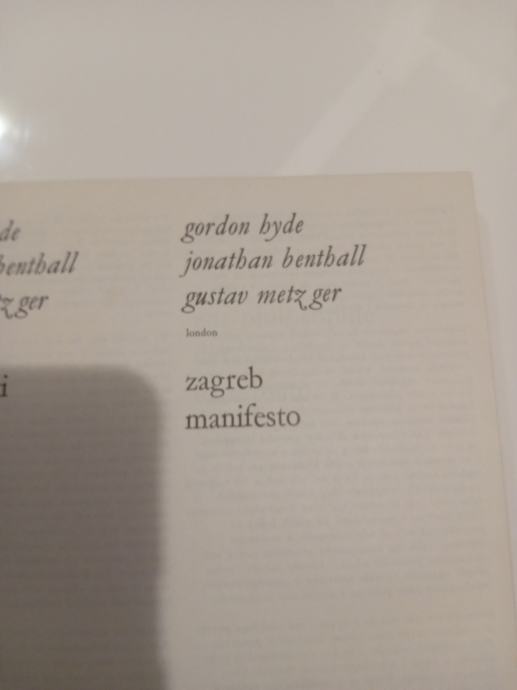 gordon hyde
jonathan benthall
gustav metzger
london
zagreb
manifesto